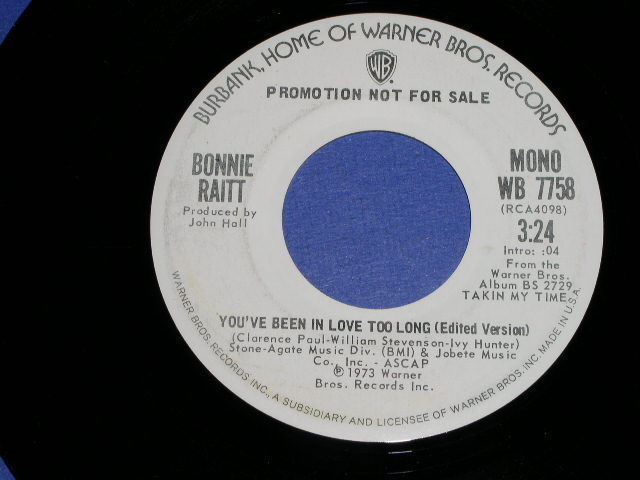 BURBANK, HOME OF WARNER BROS. RECORDS
WB
PROMOTION NOT FOR SALE
BONNIE
RAITT
Produced by
John Hall
MONO
WB 7758
(RCA4098)
3:24
Intro: :04
From the
Warner Bros.
Album BS 2729
TAKIN MY TIME
YOU'VE BEEN IN LOVE TOO LONG (Edited Version)
(Clarence Paul-William Stevenson-Ivy Hunter)
Stone-Agate Music Div. (BMI) & Jobete Music
Co., Inc. - ASCAP
℗ 1973 Warner
Bros. Records Inc.
WARNER BROS. RECORDS INC., A SUBSIDIARY AND LICENSEE OF WARNER BROS. INC. MADE IN U.S.A.